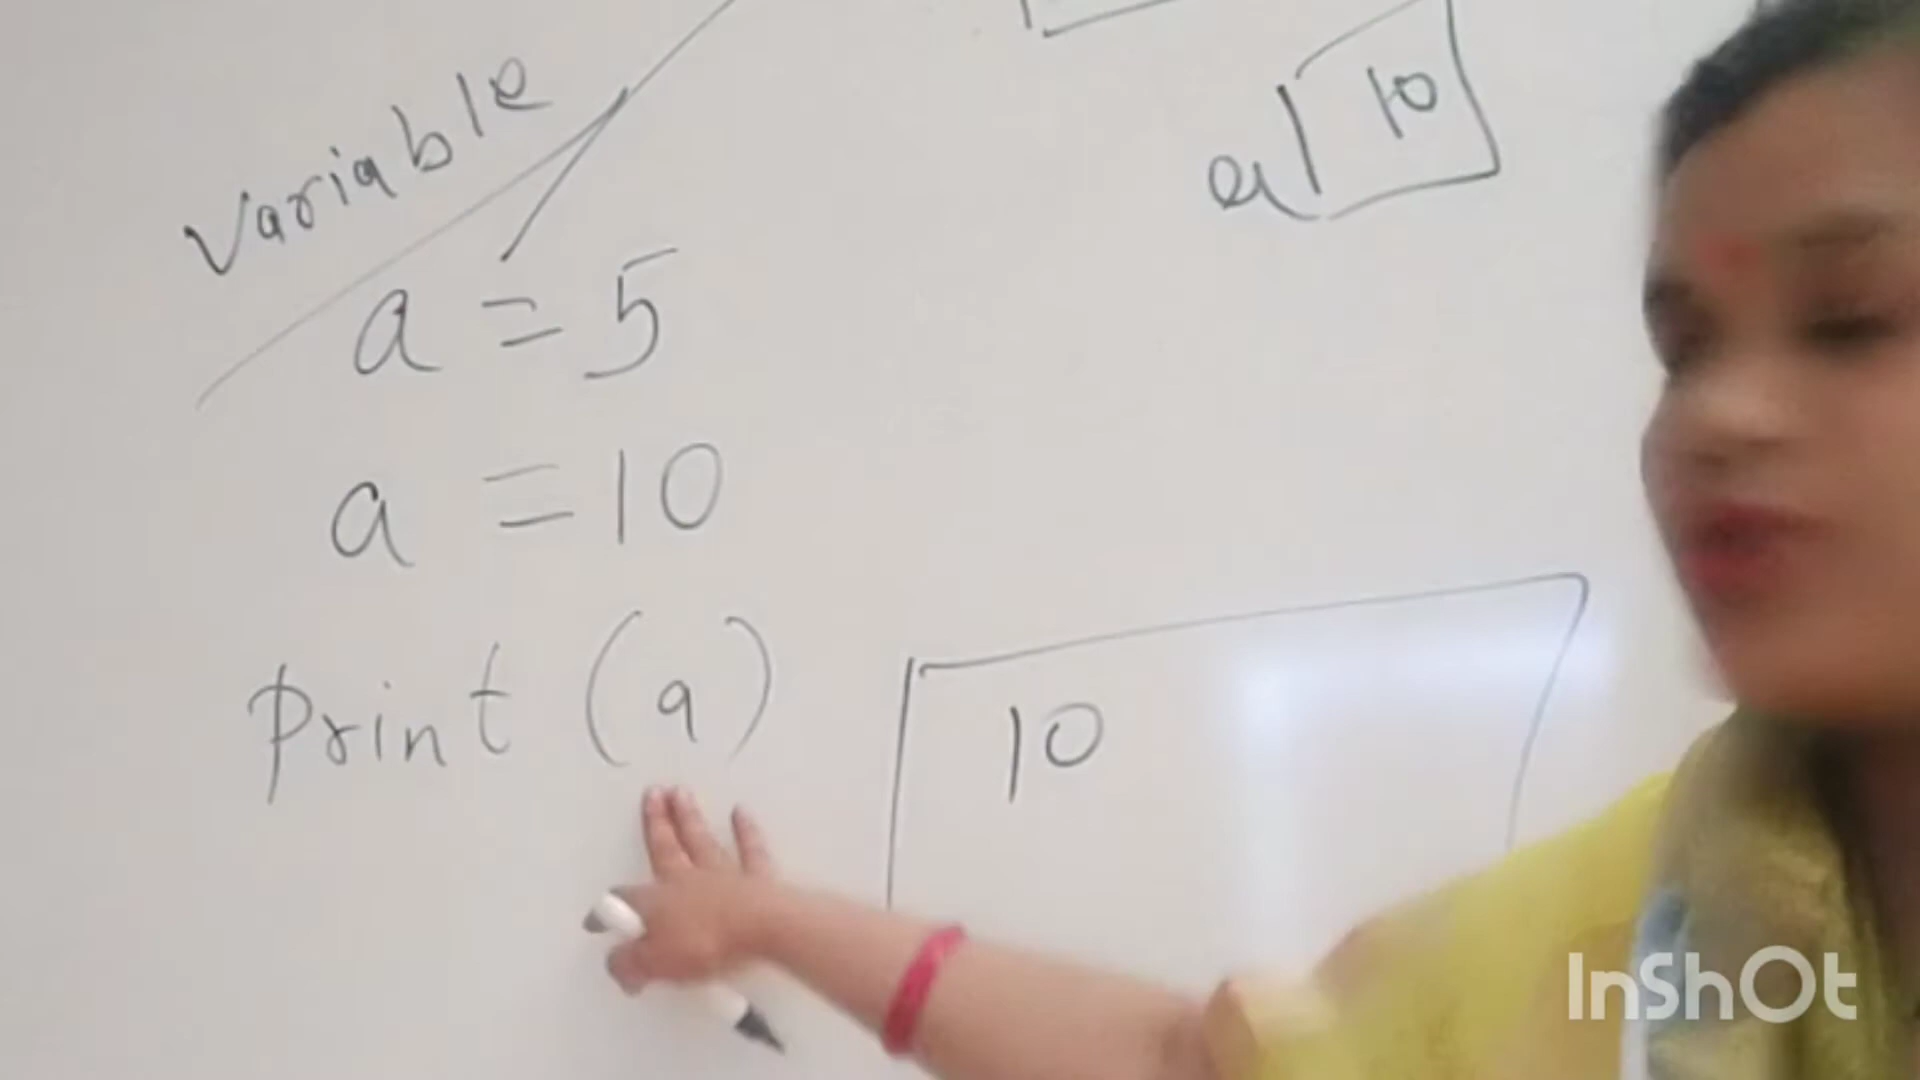 Variable
a 10
a = 5
a = 10
Print (a)
10
InShOt